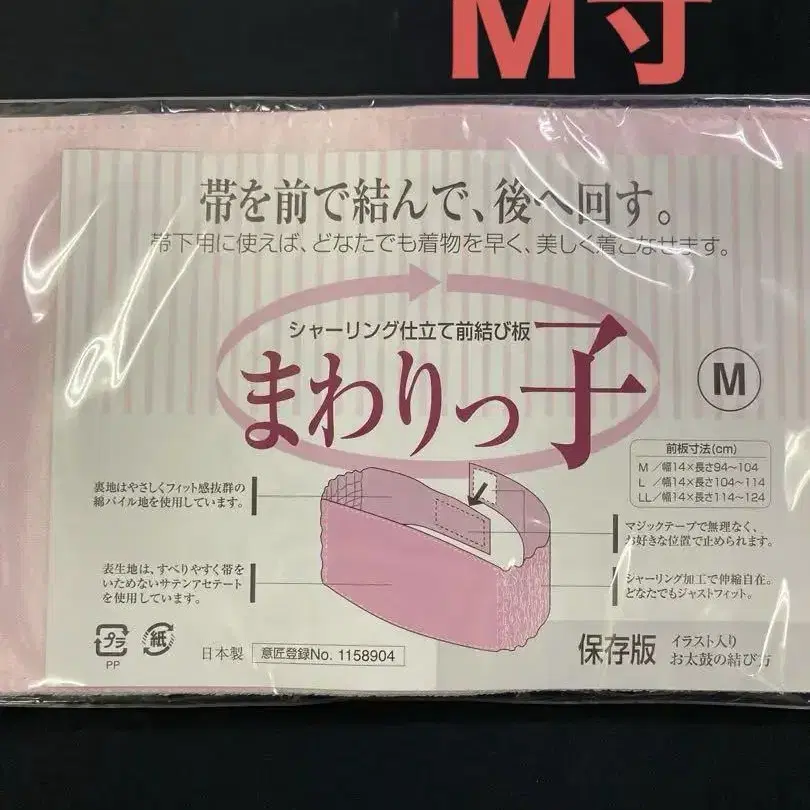 M寸
帯を前で結んで、後へ回す。
帯下用に使えば、どなたでも着物を早く、美しく着こなせます。
シャーリング仕立て前結び板
まわりっ子
M
前板寸法(cm)
M／幅14×長さ94〜104
L／幅14×長さ104〜114
LL／幅14×長さ114〜124
裏地はやさしくフィット感抜群の
綿パイル地を使用しています。
マジックテープで無理なく、
お好きな位置で止められます。
表生地は、すべりやすく帯を
いためないサテンアセテート
を使用しています。
シャーリング加工で伸縮自在。
どなたでもジャストフィット。
プラ
PP
紙
日本製
意匠登録No. 1158904
保存版
イラスト入り
お太鼓の結び方